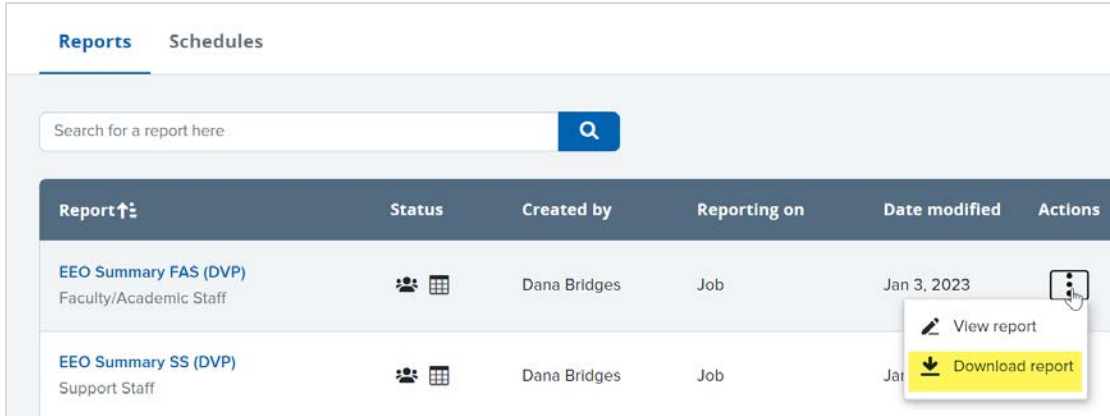 Reports Schedules
Search for a report here
Report Status Created by Reporting on Date modified Actions
EEO Summary FAS (DVP)
Faculty/Academic Staff
Dana Bridges Job Jan 3, 2023
View report
Download report
EEO Summary SS (DVP)
Support Staff
Dana Bridges Job